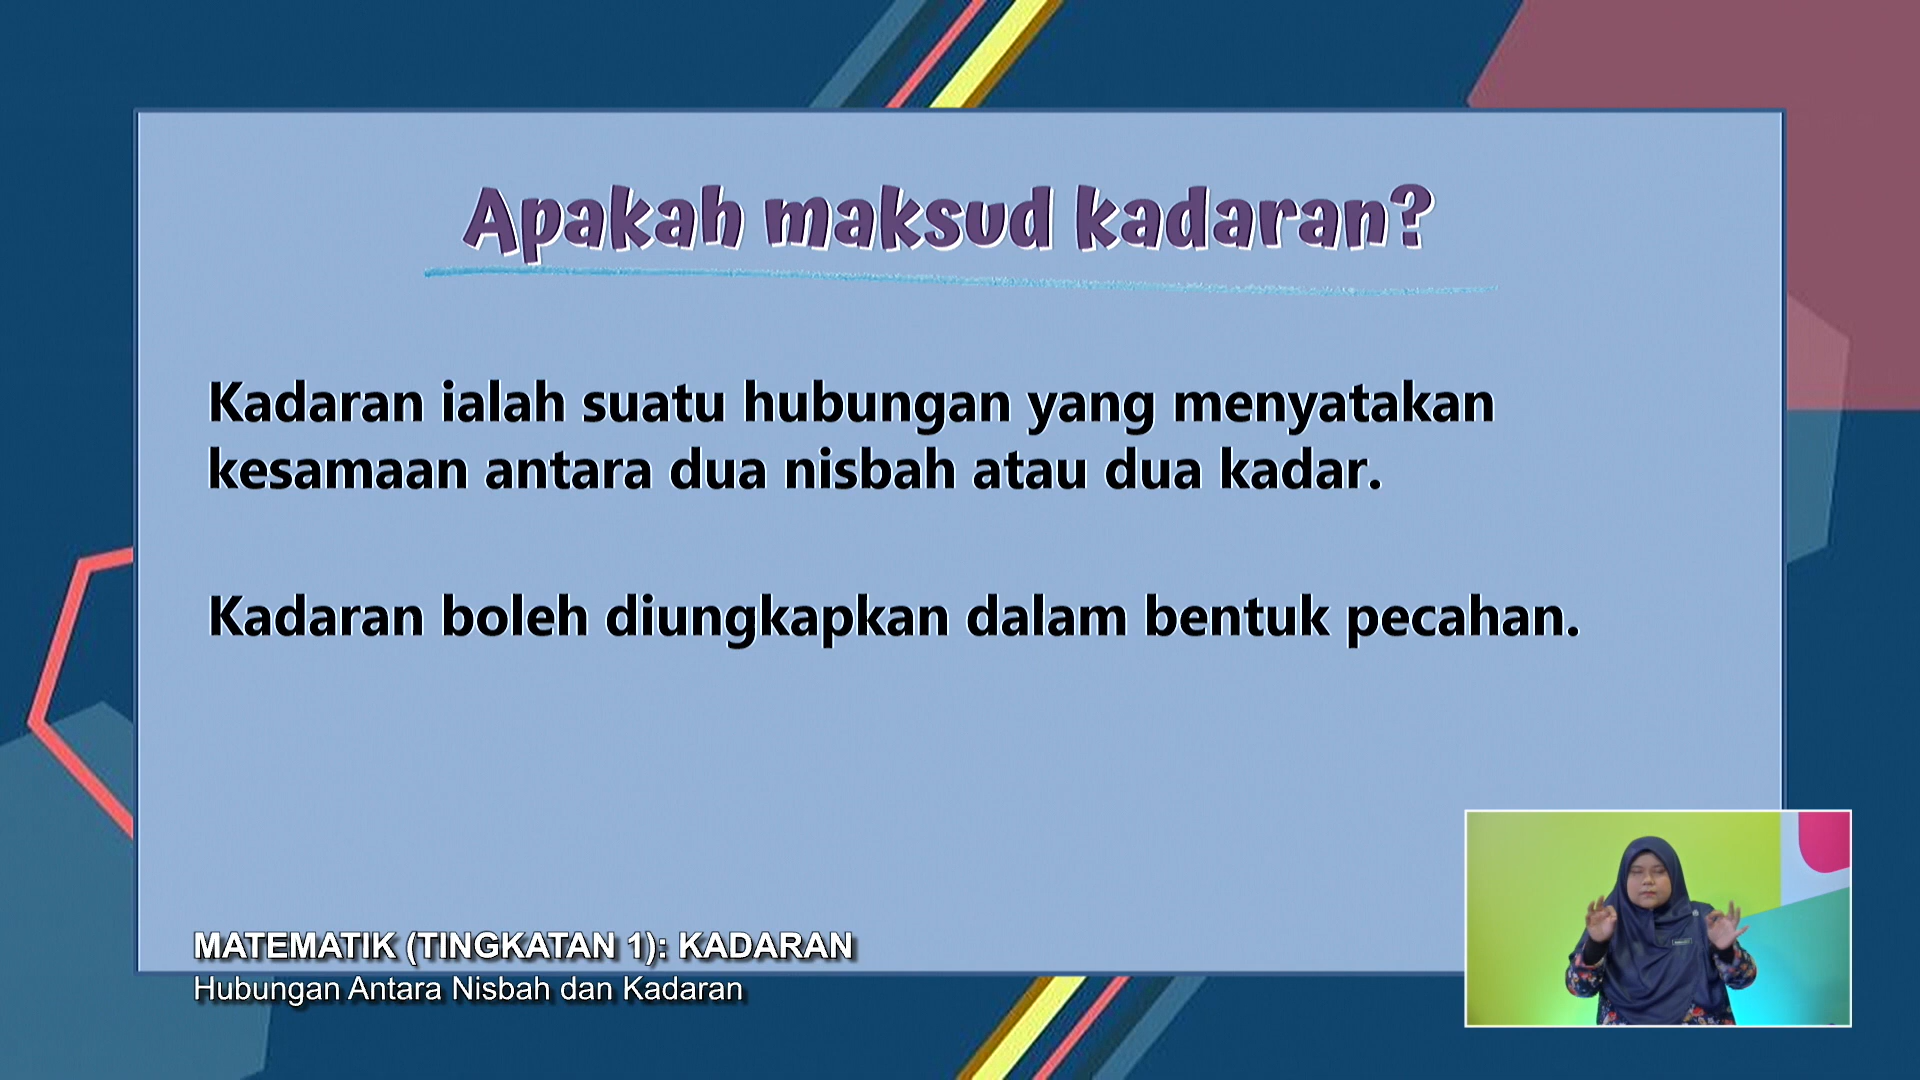 Apakah maksud kadaran?
Kadaran ialah suatu hubungan yang menyatakan
kesamaan antara dua nisbah atau dua kadar.
Kadaran boleh diungkapkan dalam bentuk pecahan.
MATEMATIK (TINGKATAN 1): KADARAN
Hubungan Antara Nisbah dan Kadaran